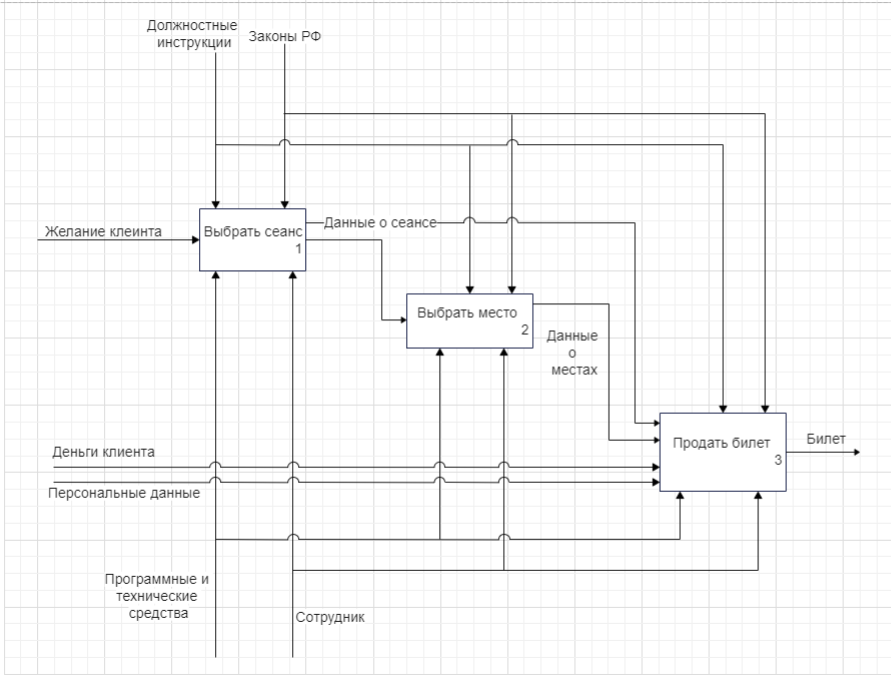 Должностные
инструкции
Законы РФ
Данные о сеансе
Желание клеинта
Выбрать сеанс
1
Выбрать место
2
Данные
о
местах
Продать билет
3
Билет
Деньги клиента
Персональные данные
Программные и
технические
средства
Сотрудник